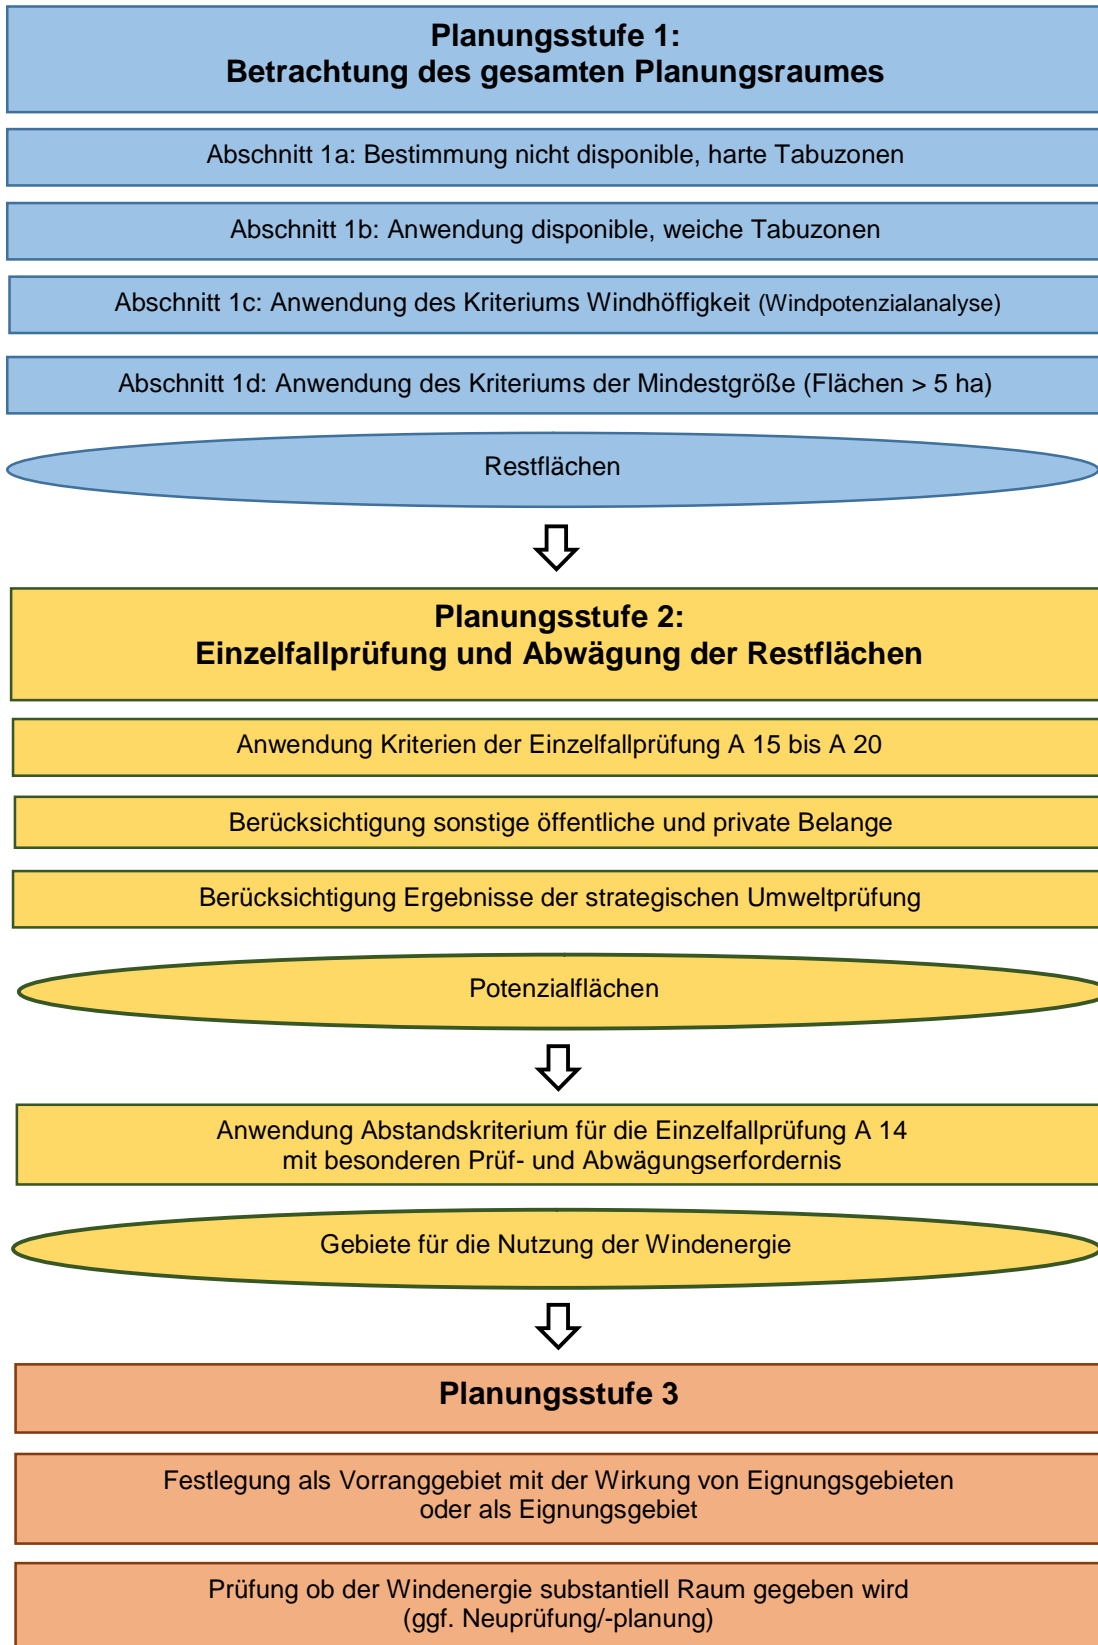 Planungsstufe 1:
Betrachtung des gesamten Planungsraumes
Abschnitt 1a: Bestimmung nicht disponible, harte Tabuzonen
Abschnitt 1b: Anwendung disponible, weiche Tabuzonen
Abschnitt 1c: Anwendung des Kriteriums Windhöffigkeit (Windpotenzialanalyse)
Abschnitt 1d: Anwendung des Kriteriums der Mindestgröße (Flächen > 5 ha)
Restflächen
Planungsstufe 2:
Einzelfallprüfung und Abwägung der Restflächen
Anwendung Kriterien der Einzelfallprüfung A 15 bis A 20
Berücksichtigung sonstige öffentliche und private Belange
Berücksichtigung Ergebnisse der strategischen Umweltprüfung
Potenzialflächen
Anwendung Abstandskriterium für die Einzelfallprüfung A 14
mit besonderen Prüf- und Abwägungserfordernis
Gebiete für die Nutzung der Windenergie
Planungsstufe 3
Festlegung als Vorranggebiet mit der Wirkung von Eignungsgebieten
oder als Eignungsgebiet
Prüfung ob der Windenergie substantiell Raum gegeben wird
(ggf. Neuprüfung/-planung)